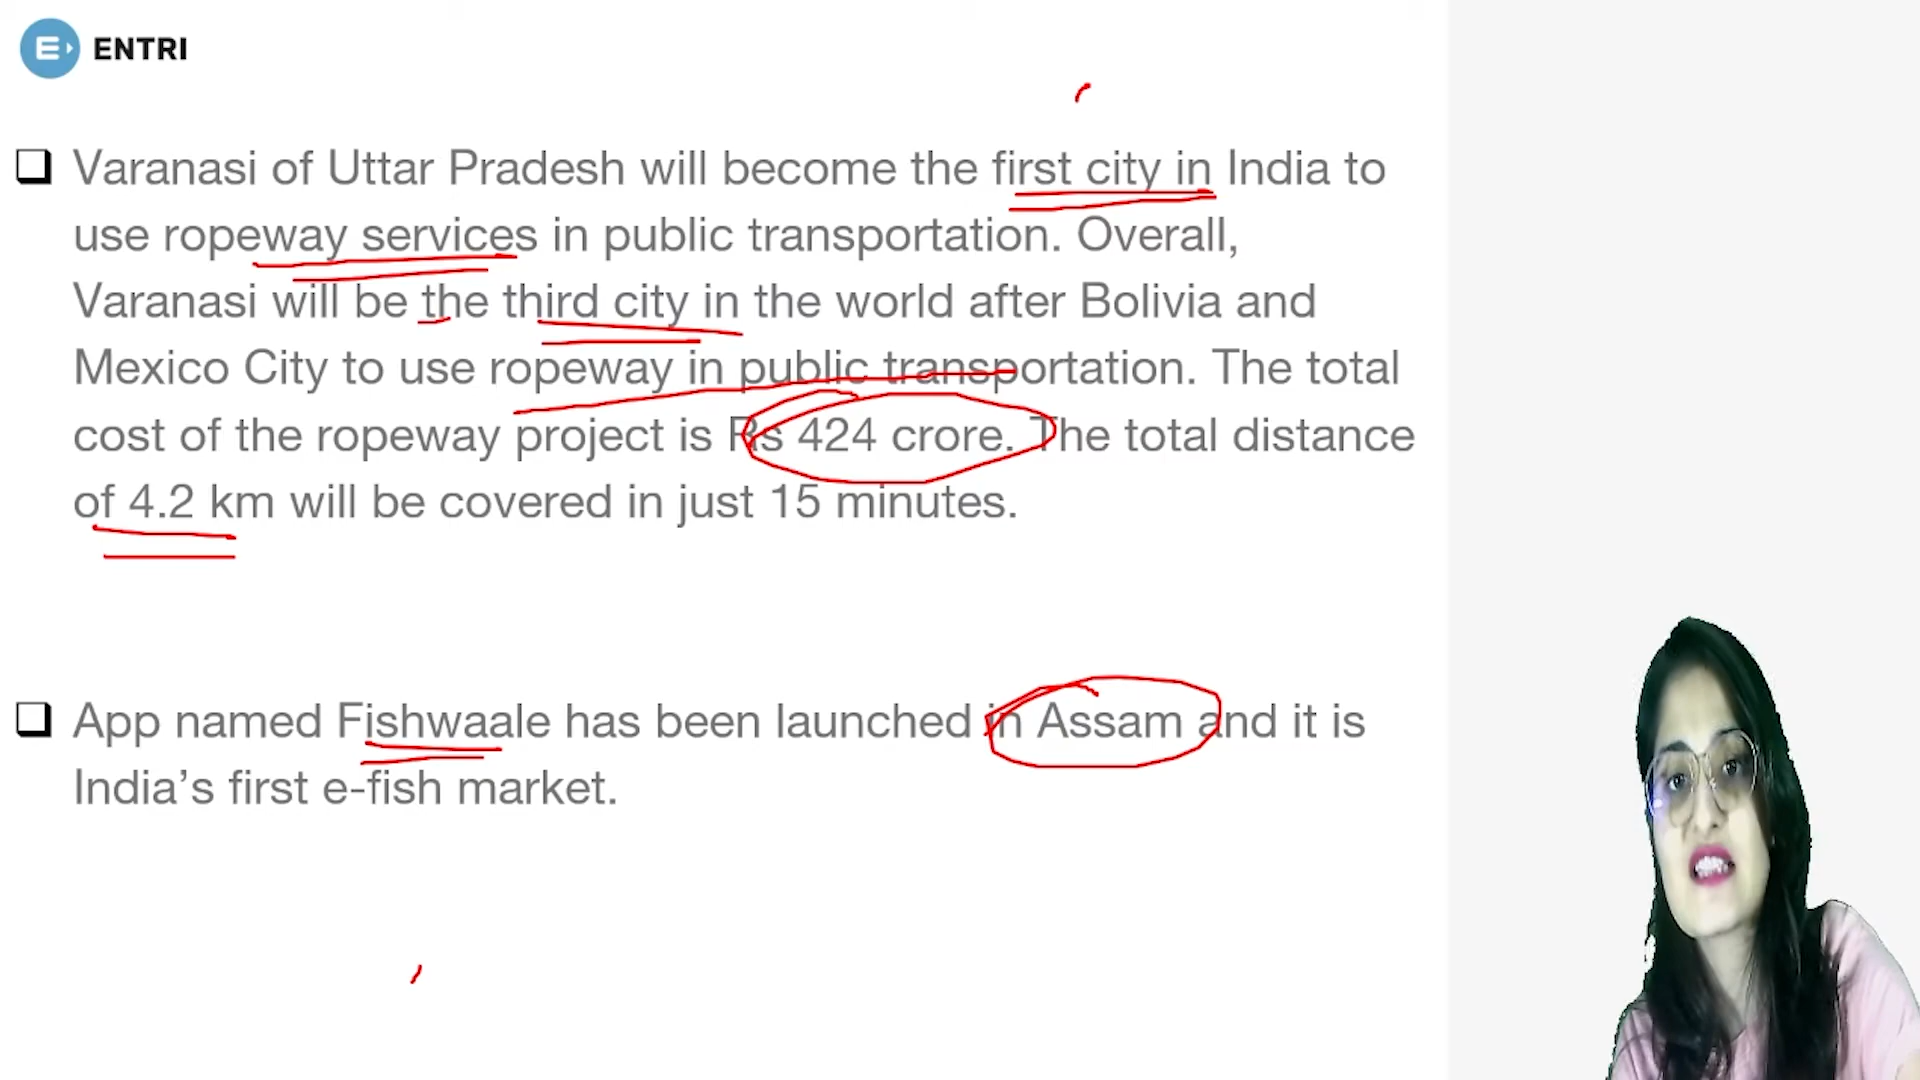 ENTRI
Varanasi of Uttar Pradesh will become the first city in India to
use ropeway services in public transportation. Overall,
Varanasi will be the third city in the world after Bolivia and
Mexico City to use ropeway in public transportation. The total
cost of the ropeway project is Rs 424 crore. The total distance
of 4.2 km will be covered in just 15 minutes.
App named Fishwaale has been launched in Assam and it is
India’s first e-fish market.